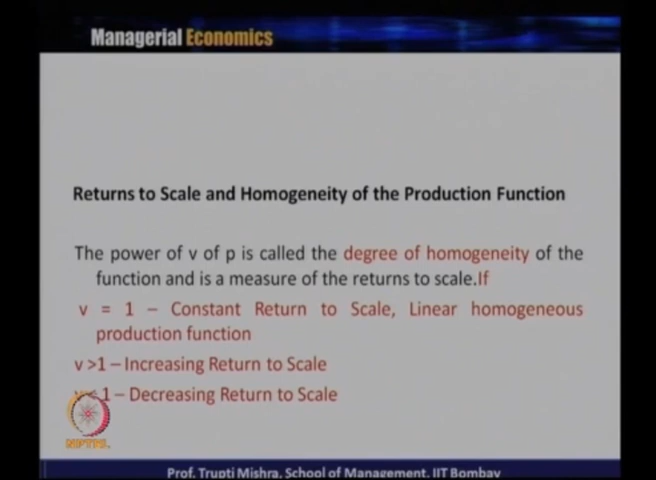 Managerial Economics
Returns to Scale and Homogeneity of the Production Function
The power of v of p is called the degree of homogeneity of the
function and is a measure of the returns to scale.If
v = 1 – Constant Return to Scale, Linear homogeneous
production function
v >1 – Increasing Return to Scale
1 – Decreasing Return to Scale
NPTEL
Prof. Trupti Mishra, School of Management, IIT Bombay